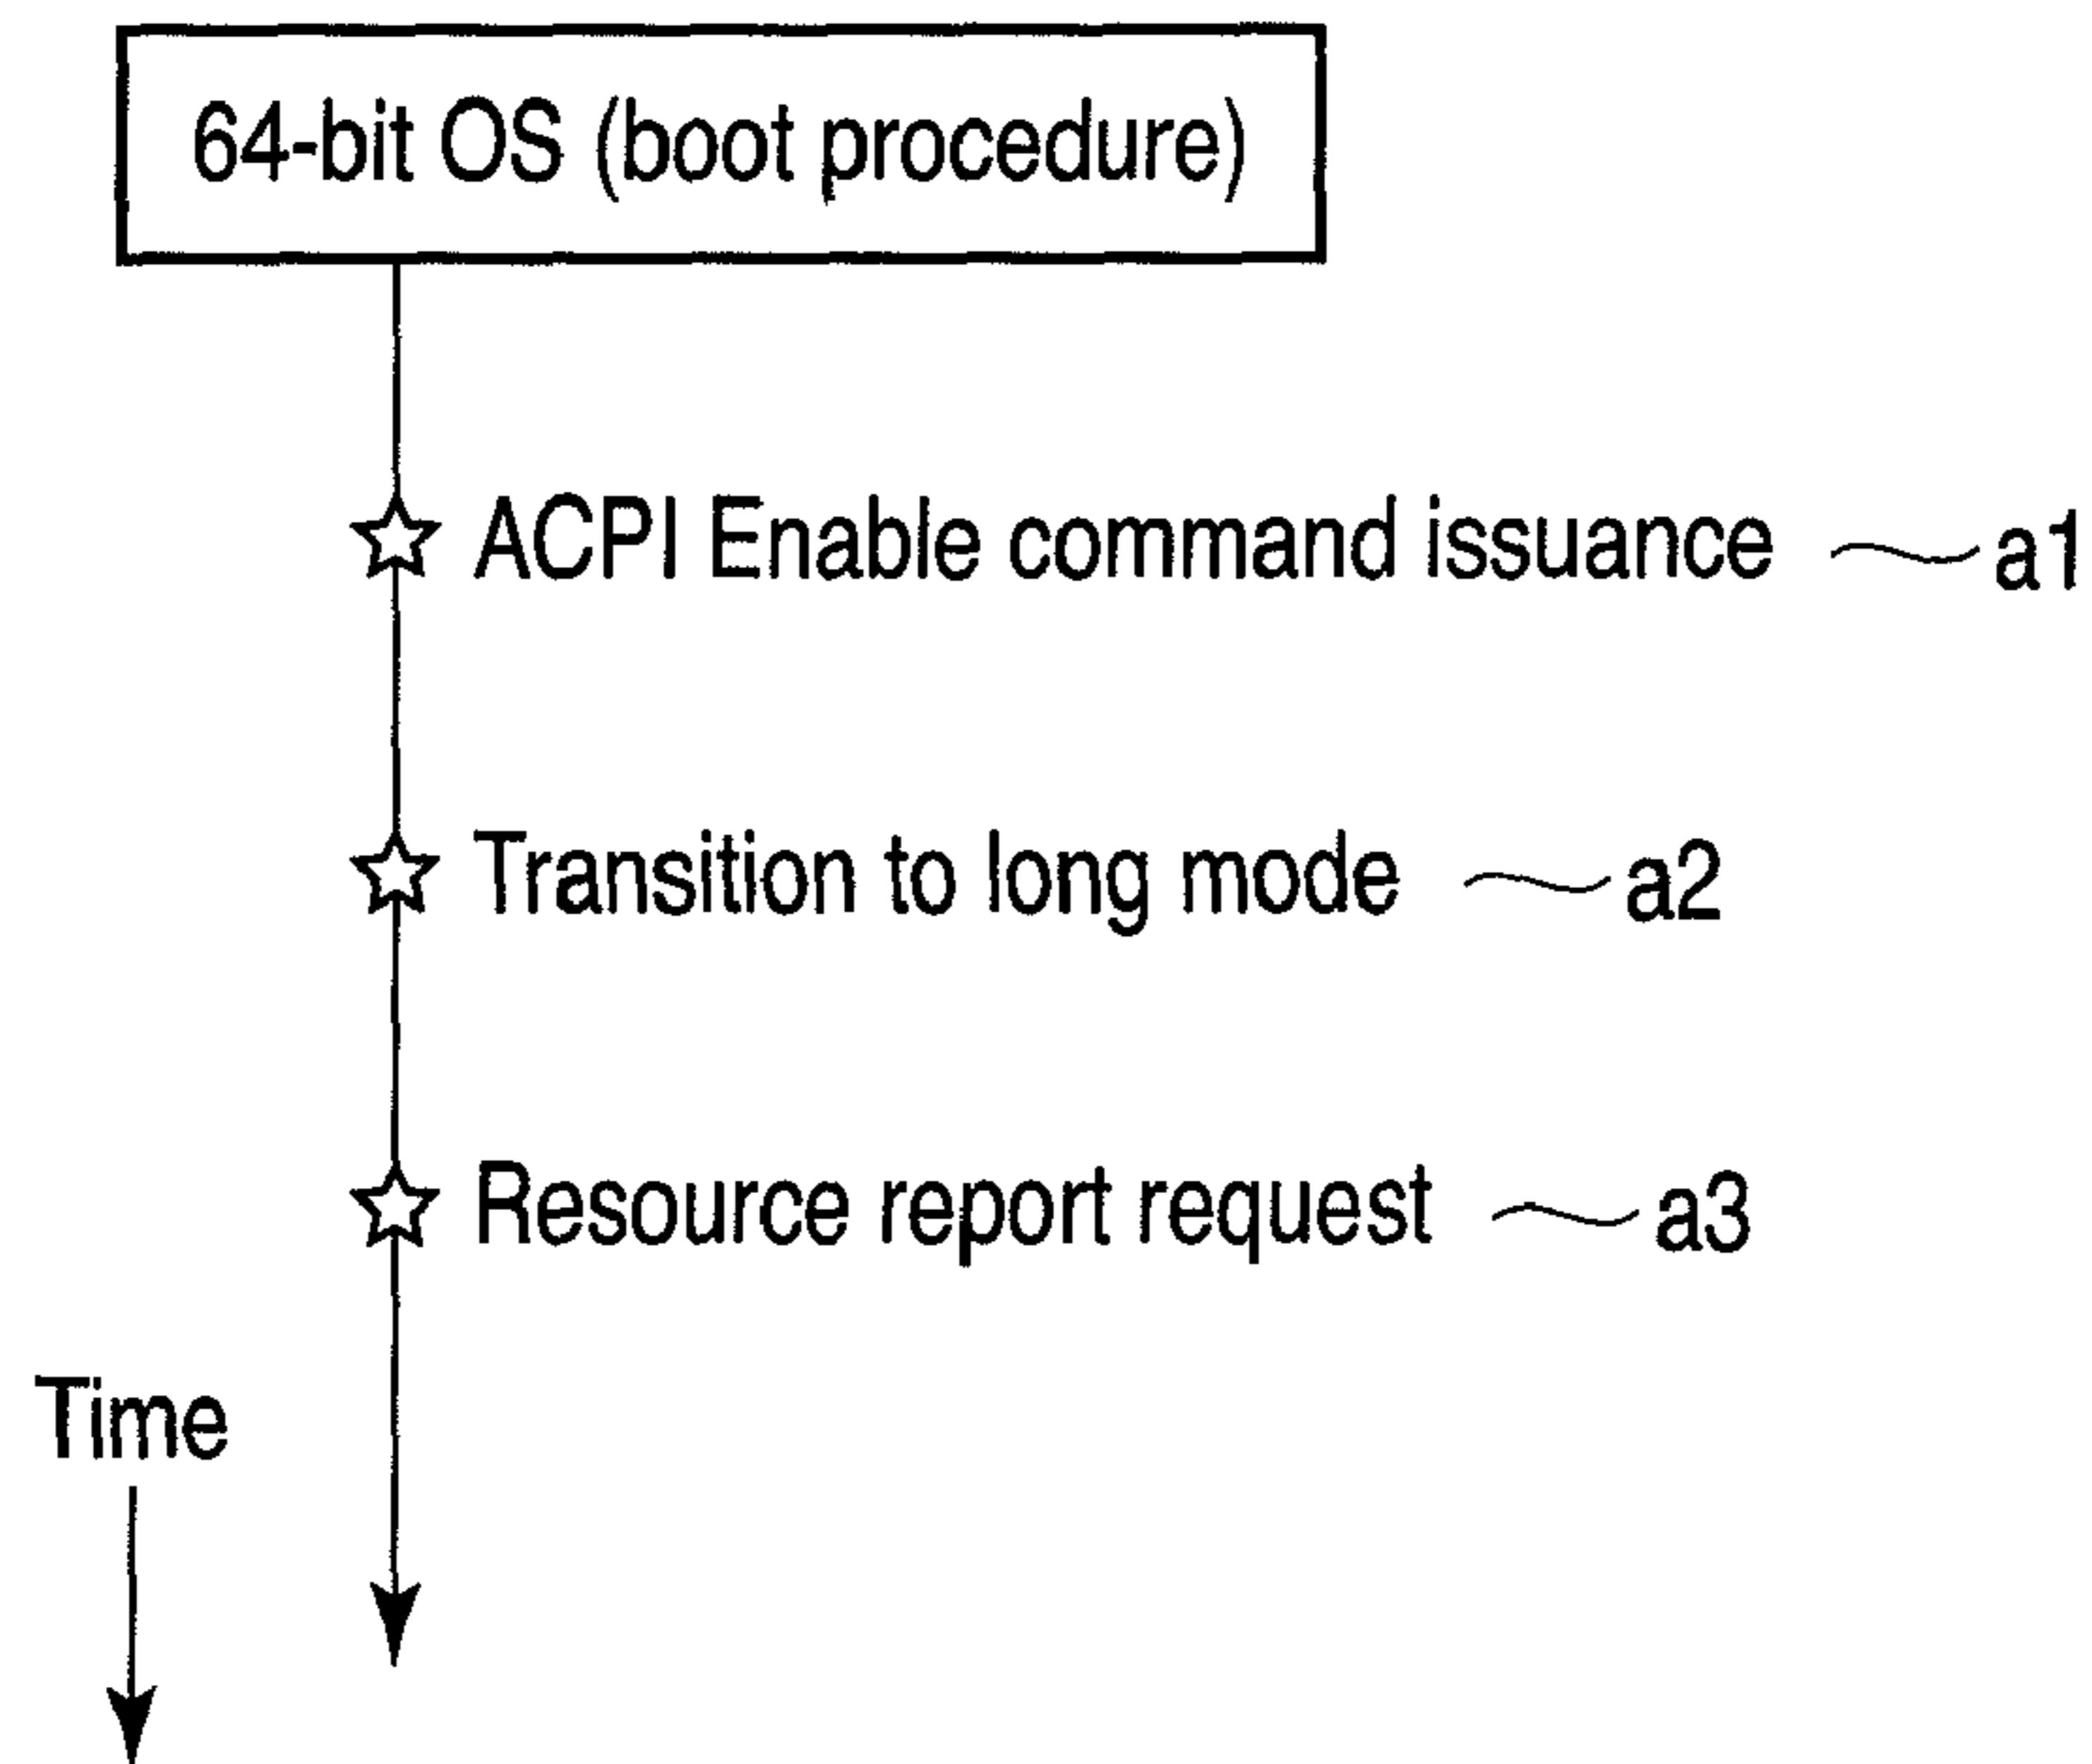 64-bit OS (boot procedure)
ACPI Enable command issuance a1
Transition to long mode a2
Resource report request a3
Time